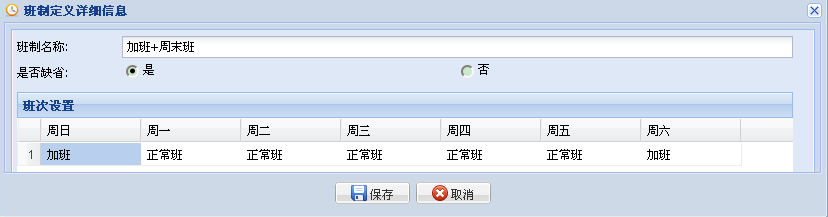 班制定义详细信息
班制名称: 加班+周末班
是否缺省: 是 否
班次设置
周日 周一 周二 周三 周四 周五 周六
1 加班 正常班 正常班 正常班 正常班 正常班 加班
保存 取消